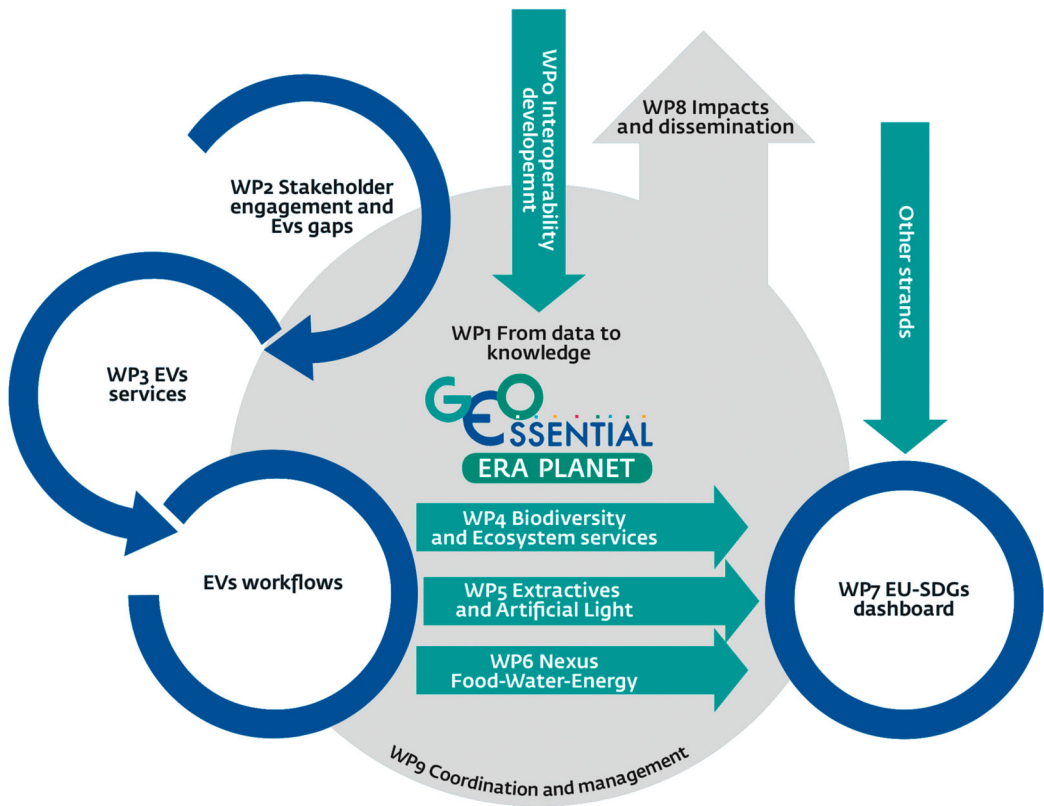 WP0 Interoperability
developemnt
WP8 Impacts
and dissemination
WP2 Stakeholder
engagement and
Evs gaps
Other strands
WP1 From data to
knowledge
WP3 EVs
services
GEO
ESSENTIAL
ERA PLANET
WP4 Biodiversity
and Ecosystem services
EVs workflows
WP5 Extractives
and Artificial Light
WP7 EU-SDGs
dashboard
WP6 Nexus
Food-Water-Energy
WP9 Coordination and management